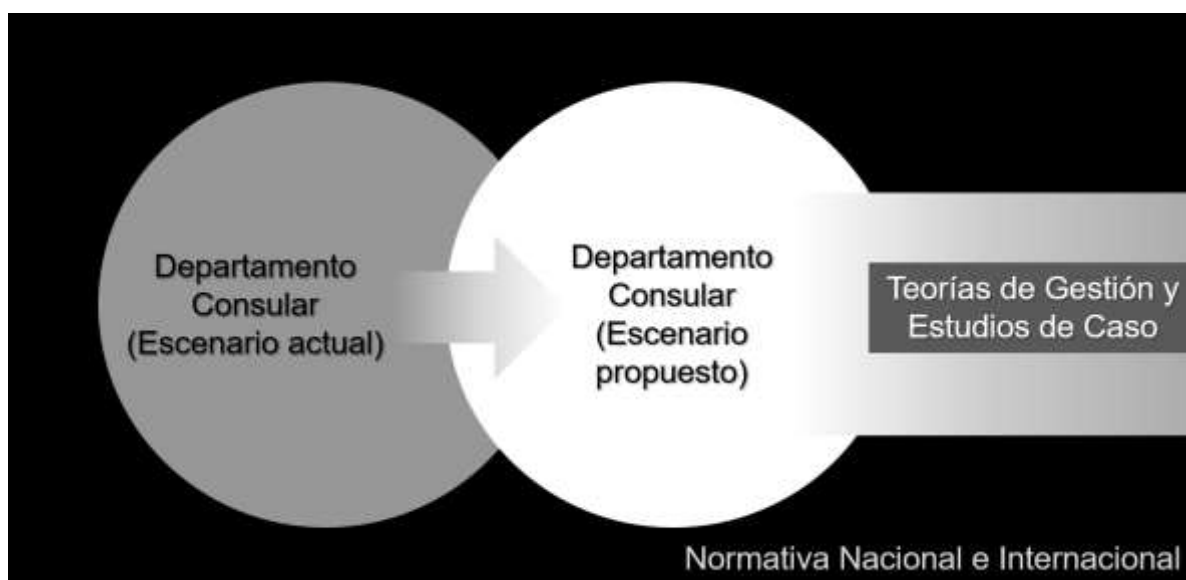 Departamento
Consular
(Escenario actual)
Departamento
Consular
(Escenario
propuesto)
Teorías de Gestión y
Estudios de Caso
Normativa Nacional e Internacional